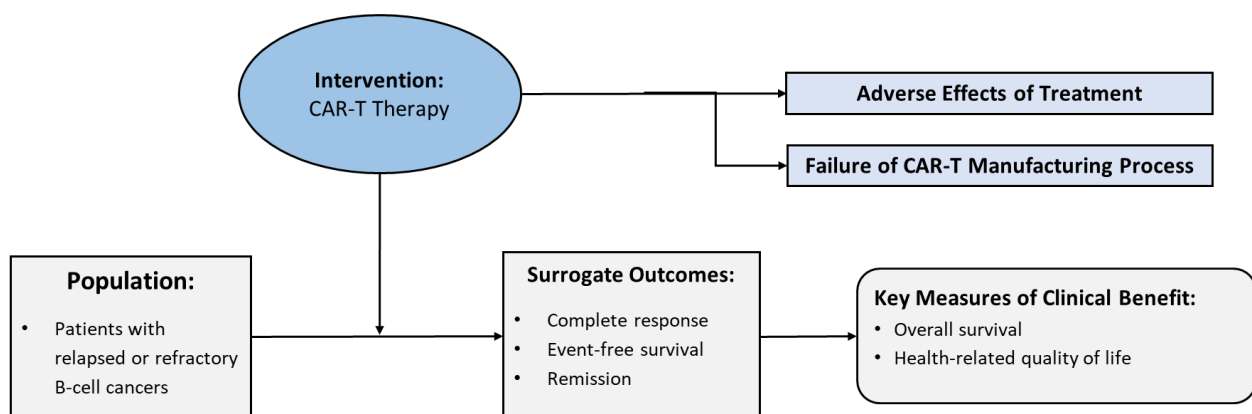 Intervention:
CAR-T Therapy
Adverse Effects of Treatment
Failure of CAR-T Manufacturing Process
Population:
• Patients with
relapsed or refractory
B-cell cancers
Surrogate Outcomes:
• Complete response
• Event-free survival
• Remission
Key Measures of Clinical Benefit:
• Overall survival
• Health-related quality of life